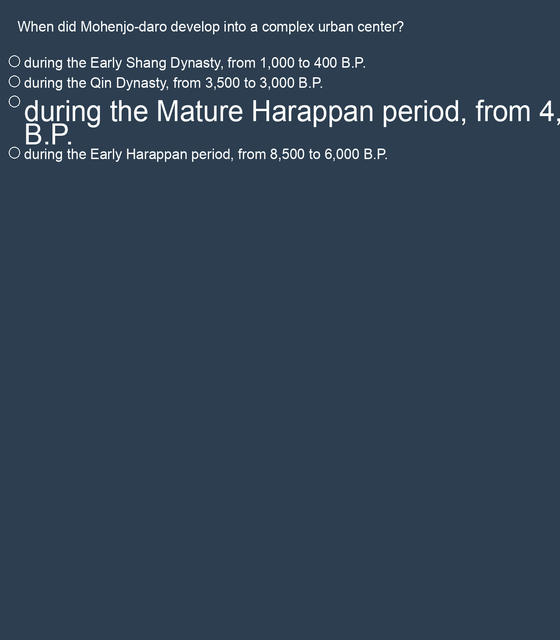 When did Mohenjo-daro develop into a complex urban center?
during the Early Shang Dynasty, from 1,000 to 400 B.P.
during the Qin Dynasty, from 3,500 to 3,000 B.P.
during the Mature Harappan period, from 4,
B.P.
during the Early Harappan period, from 8,500 to 6,000 B.P.